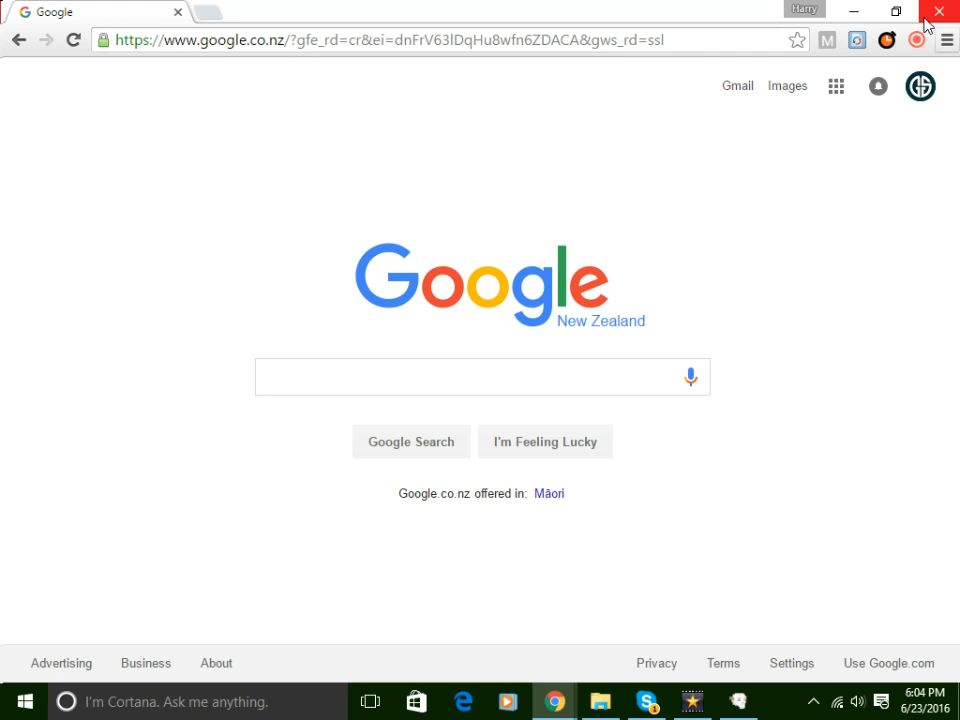 Google
Harry
https://www.google.co.nz/?gfe_rd=cr&ei=dnFrV63lDqHu8wfn6ZDACA&gws_rd=ssl
M
Gmail Images
Google
New Zealand
Google Search I'm Feeling Lucky
Google.co.nz offered in: Māori
Advertising Business About Privacy Terms Settings Use Google.com
I'm Cortana. Ask me anything.
6:04 PM
6/23/2016